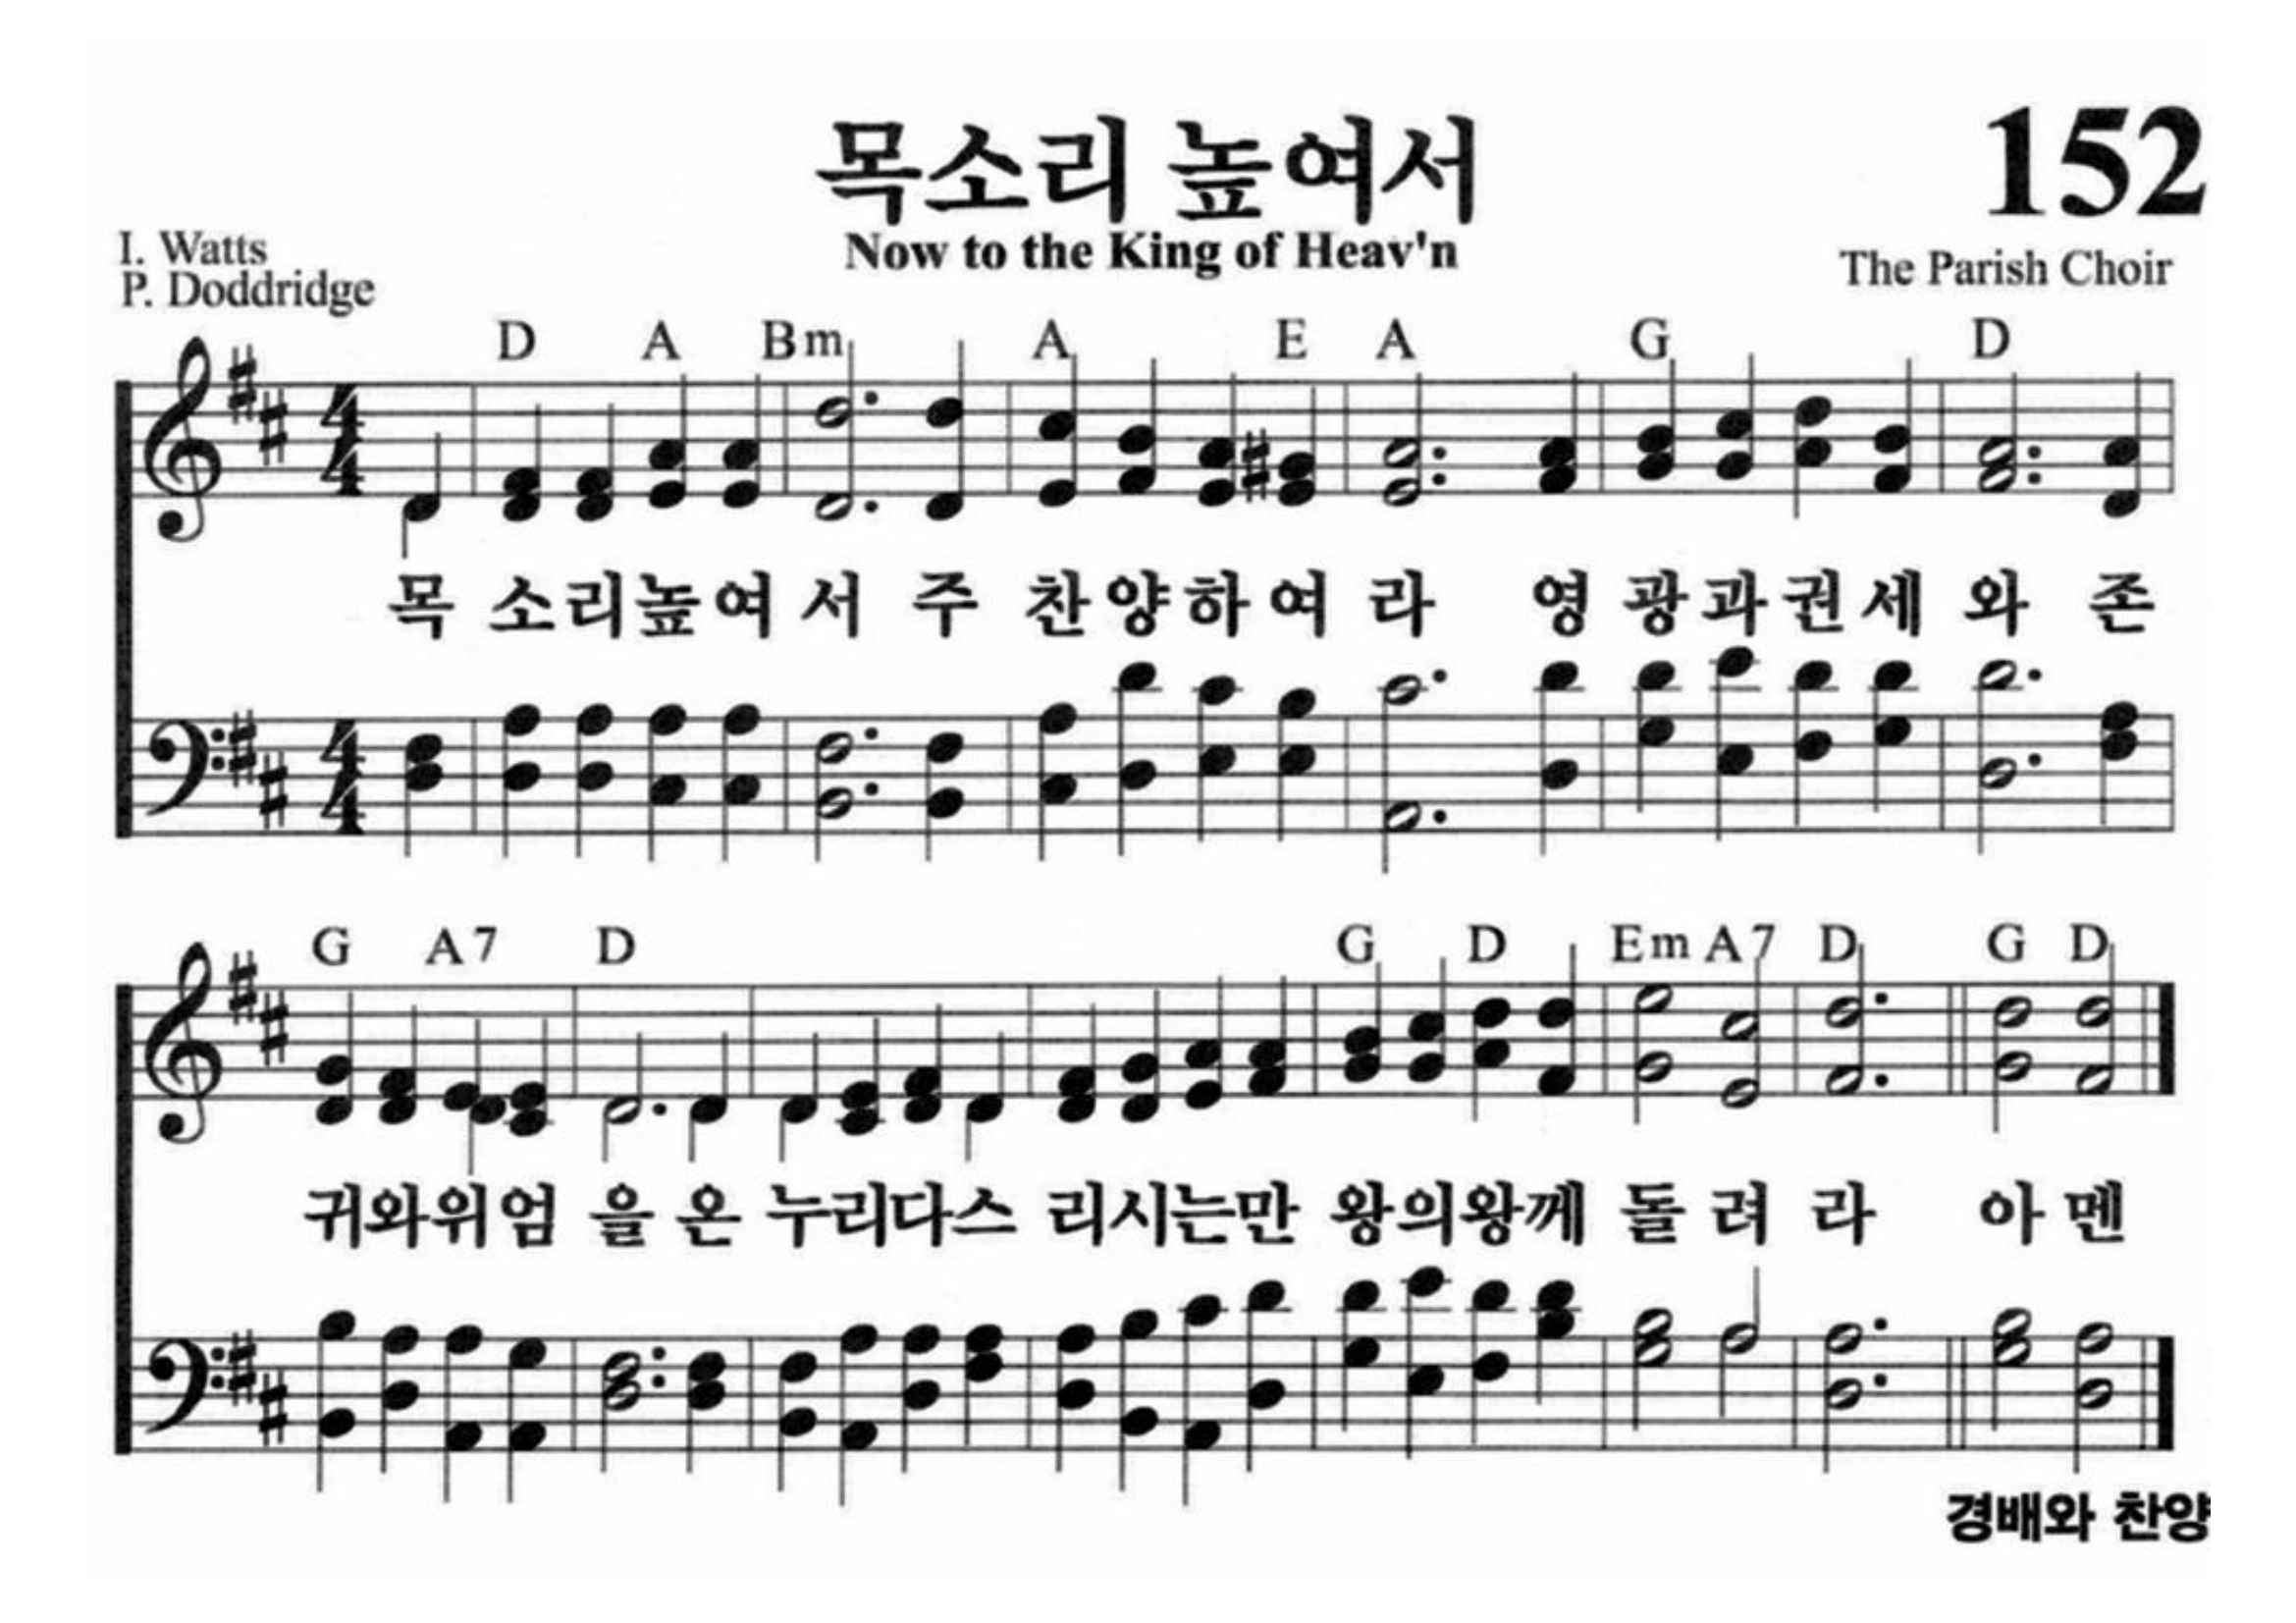 목소리 높여서
152
Now to the King of Heav'n
I. Watts
P. Doddridge
The Parish Choir
D A Bm A E A G D
4 4
목 소리높여 서 주 찬양하여 라 영 광과권세 와 존
4 4
G A7 D G D Em A7 D G D
귀와위엄 을 온 누리다스 리시는만 왕의왕께 돌 려 라 아 멘
경배와 찬양